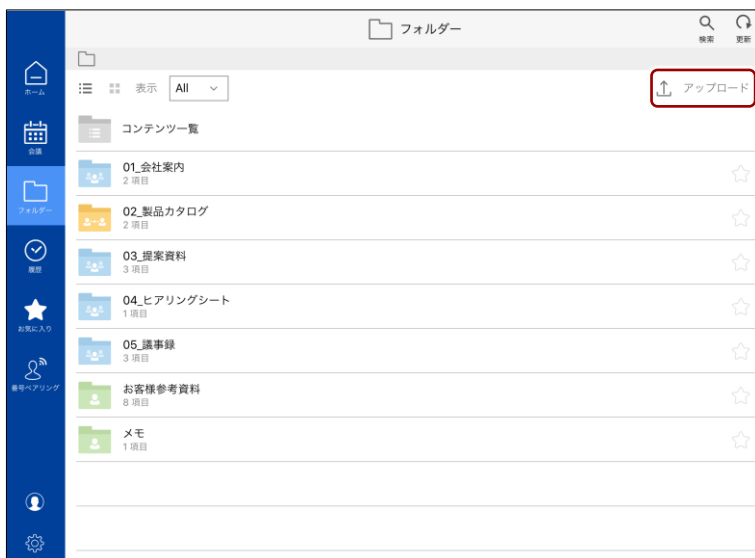 フォルダー
検索
更新
ホーム
会議
フォルダー
履歴
お気に入り
番号ペアリング
表示
All
アップロード
コンテンツ一覧
01_会社案内
2 項目
02_製品カタログ
2 項目
03_提案資料
3 項目
04_ヒアリングシート
1 項目
05_議事録
3 項目
お客様参考資料
8 項目
メモ
1 項目